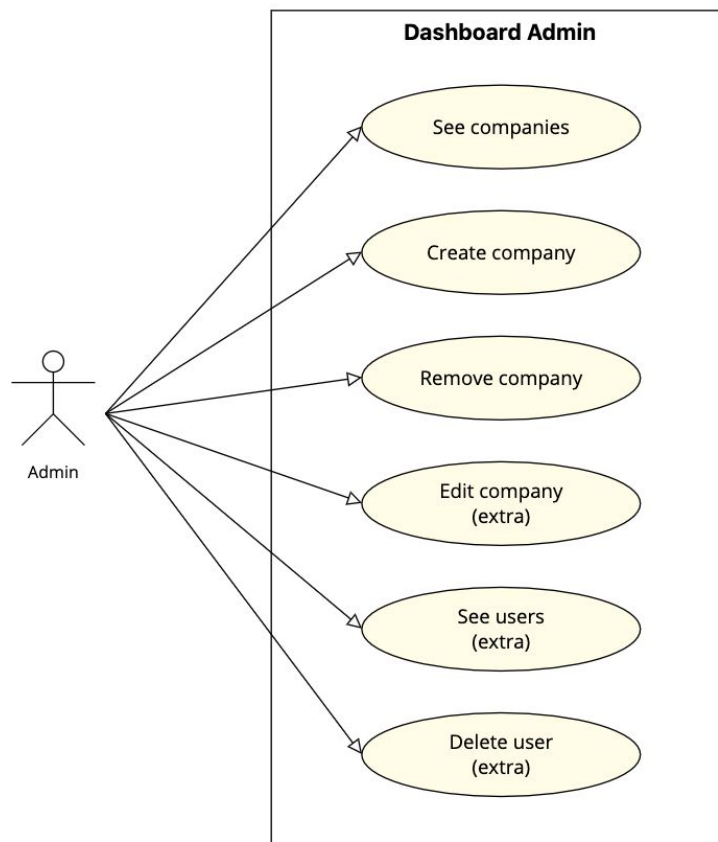 Dashboard Admin
See companies
Create company
Remove company
Admin
Edit company
(extra)
See users
(extra)
Delete user
(extra)